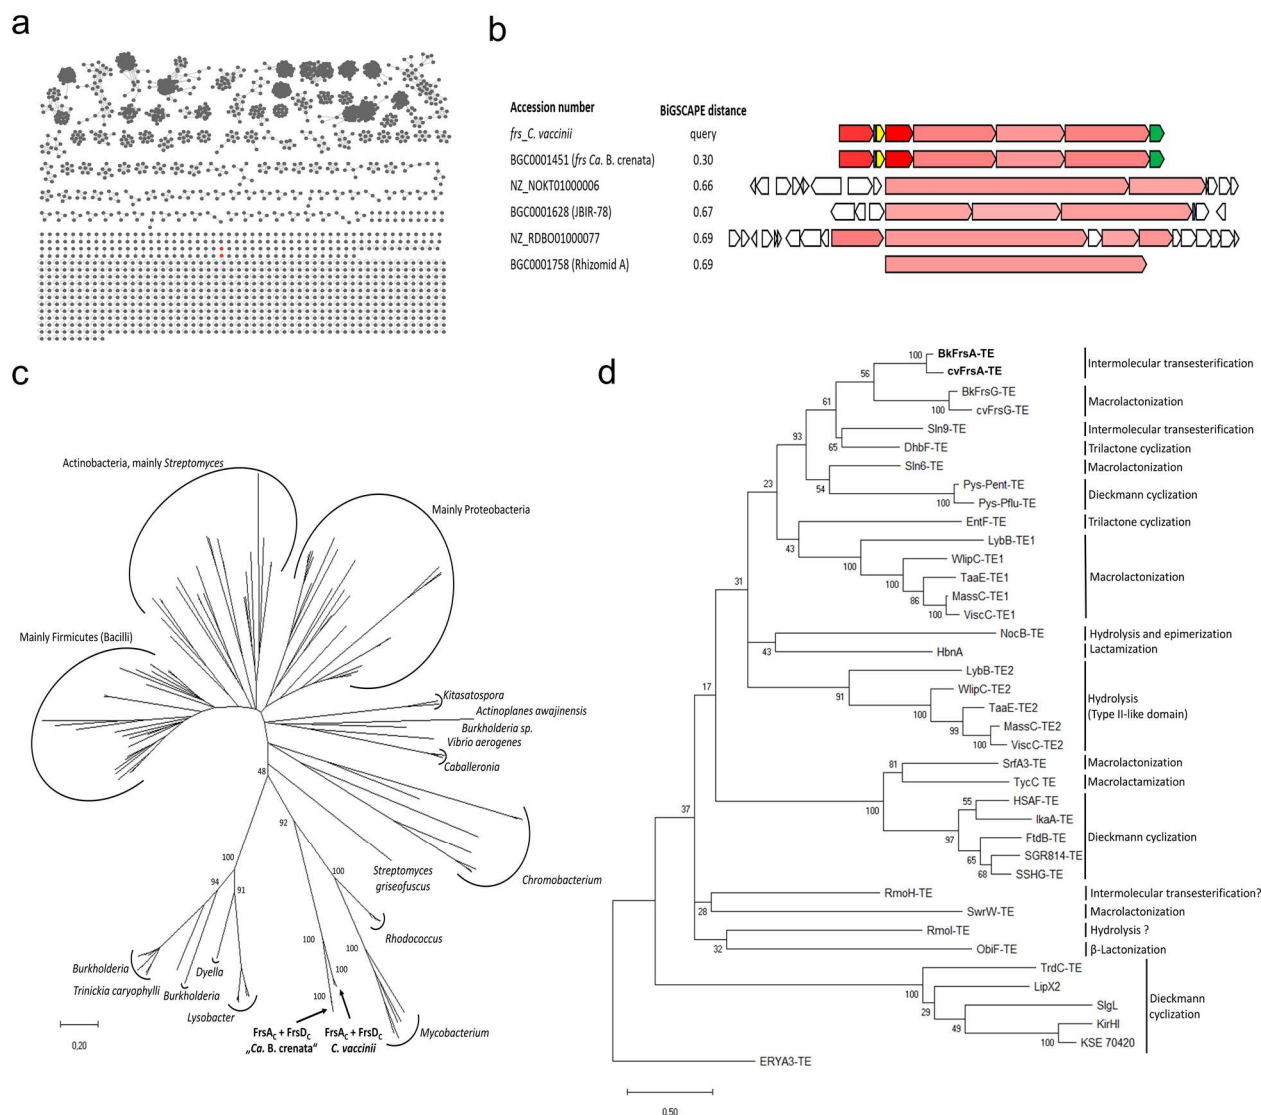 a
b
Accession number BiGSCAPE distance
frs_C. vaccinii query
BGC0001451 (frs Ca. B. crenata) 0.30
NZ_NOKT01000006 0.66
BGC0001628 (JBIR-78) 0.67
NZ_RDBO01000077 0.69
BGC0001758 (Rhizomid A) 0.69
c
Actinobacteria, mainly Streptomyces
Mainly Proteobacteria
Mainly Firmicutes (Bacilli)
Kitasatospora
Actinoplanes awajinensis
Burkholderia sp.
Vibrio aerogenes
Caballeronia
48
92
100
94
91
100
Streptomyces
griseofuscus
Chromobacterium
Rhodococcus
100
100
100
100
Burkholderia
Trinickia caryophylli
Dyella
Burkholderia
Lysobacter
FrsAC + FrsDC
„Ca. B. crenata“
FrsAC + FrsDC
C. vaccinii
Mycobacterium
0,20
d
100 BkFrsA-TE
cvFrsA-TE
Intermolecular transesterification
56
BkFrsG-TE
100 cvFrsG-TE
Macrolactonization
61
Sln9-TE Intermolecular transesterification
65 DhbF-TE Trilactone cyclization
93
Sln6-TE Macrolactonization
54
Pys-Pent-TE
100 Pys-Pflu-TE
Dieckmann cyclization
23
EntF-TE Trilactone cyclization
43
LybB-TE1
100 WlipC-TE1
100 TaaE-TE1
Macrolactonization
86 MassC-TE1
100 ViscC-TE1
31
NocB-TE Hydrolysis and epimerization
43 HbnA Lactamization
LybB-TE2
91 WlipC-TE2
100 TaaE-TE2
Hydrolysis
(Type II-like domain)
99 MassC-TE2
100 ViscC-TE2
17
81 SrfA3-TE Macrolactonization
TycC TE Macrolactamization
100
55 HSAF-TE
IkaA-TE
97 FtdB-TE
Dieckmann cyclization
65 SGR814-TE
68 SSHG-TE
37
RmoH-TE Intermolecular transesterification?
28 SwrW-TE Macrolactonization
RmoI-TE Hydrolysis ?
32 ObiF-TE β-Lactonization
TrdC-TE
100 LipX2
29 SlgL
Dieckmann
cyclization
49 KirHI
100 KSE 70420
ERYA3-TE
0.50